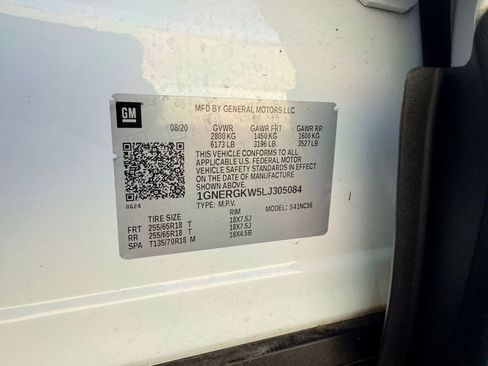 GM
MFD BY GENERAL MOTORS LLC
08/20 GVWR GAWR FRT GAWR RR
2800 KG 1450 KG 1600 KG
6173 LB 3196 LB 3527 LB
THIS VEHICLE CONFORMS TO ALL
APPLICABLE U.S. FEDERAL MOTOR
VEHICLE SAFETY STANDARDS IN EFFECT
ON THE DATE OF MANUFACTURE
SHOWN ABOVE.
1GNERGKW5LJ305084
0624 TYPE: M.P.V. MODEL: 541NC56
TIRE SIZE RIM
FRT 255/65R18 T 18X7.5J
RR 255/65R18 T 18X7.5J
SPA T135/70R18 M 18X4.5B